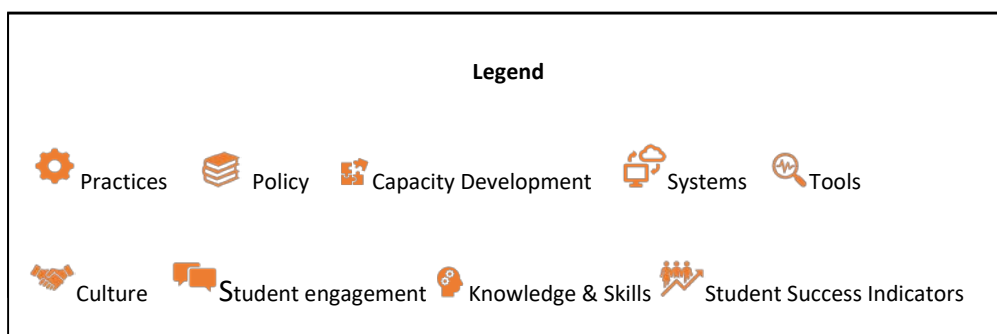 Legend
Practices Policy Capacity Development Systems Tools
Culture Student engagement Knowledge & Skills Student Success Indicators